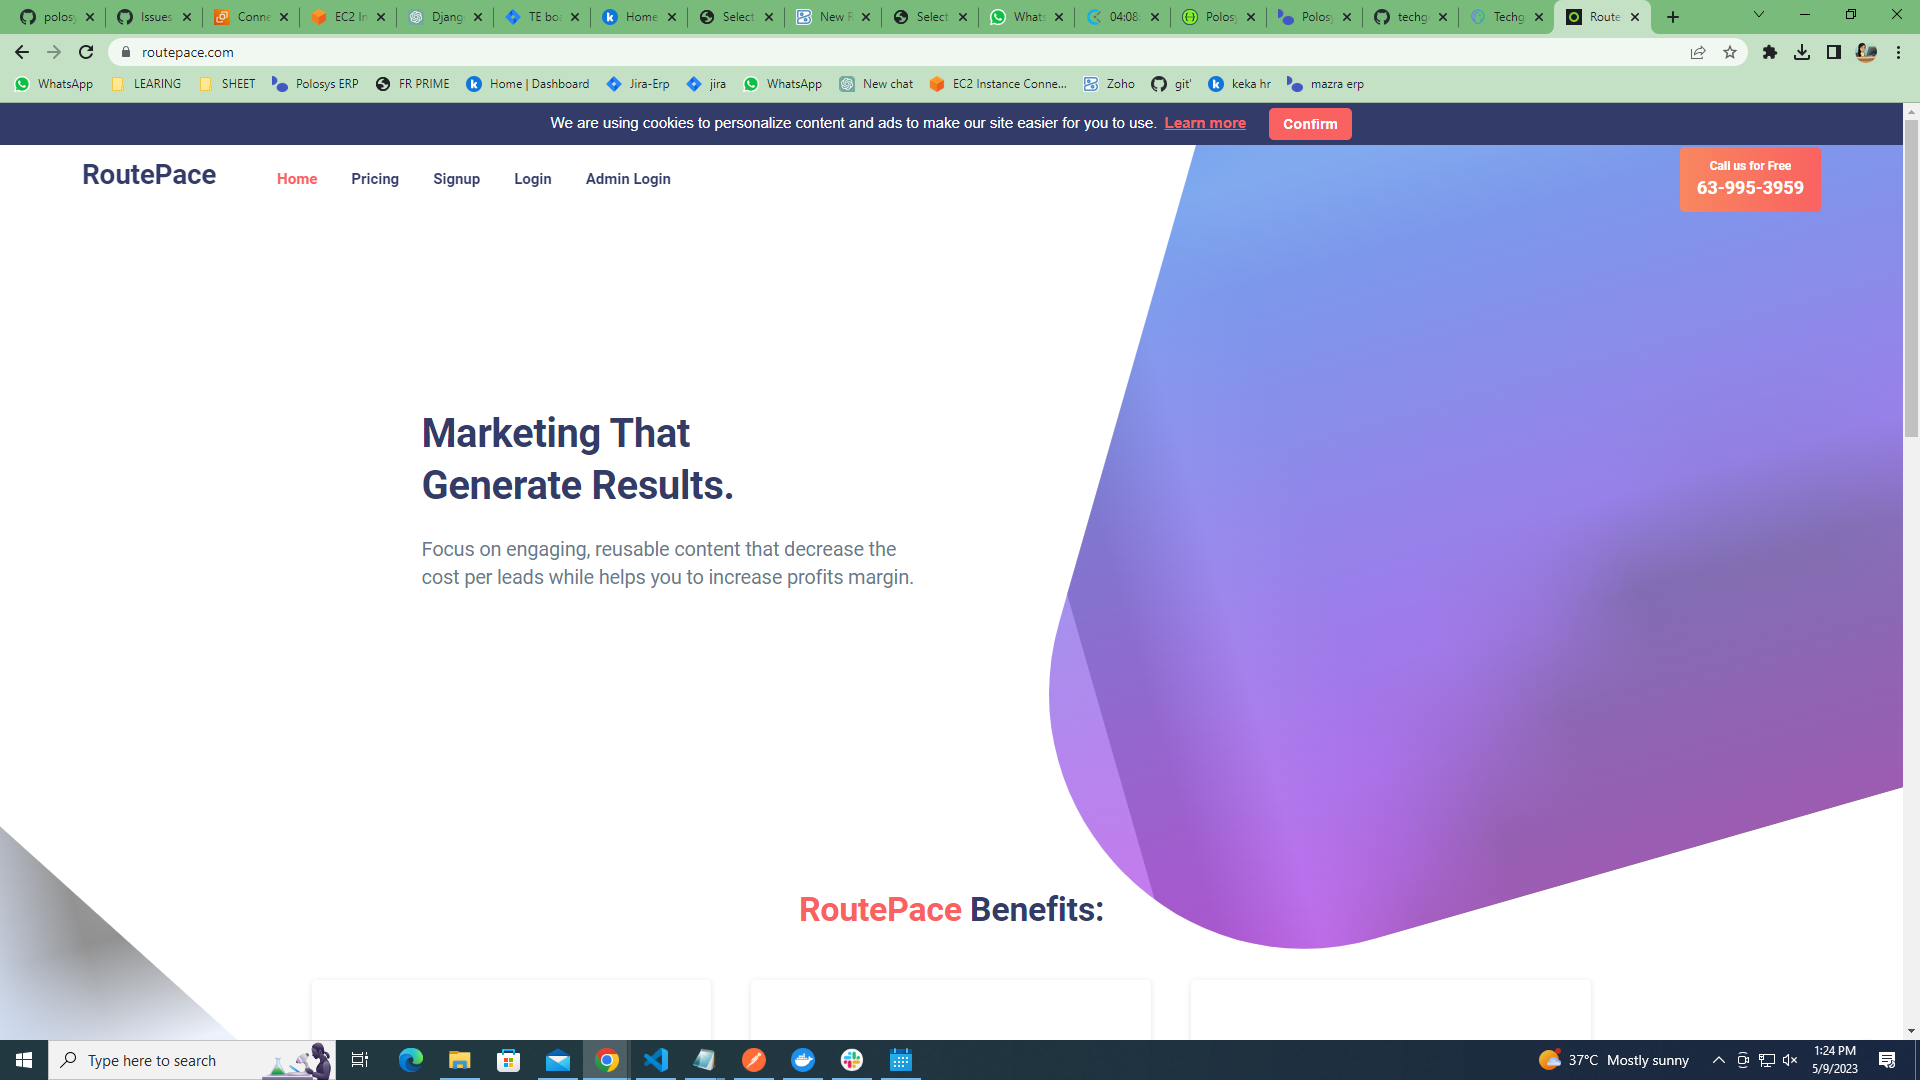 polosy
Issues
Conne
EC2 In
Djang
TE boa
Home
Select
New F
Select
Whats
04:08:
Polosy
Polosy
techg
Techg
Route
routepace.com
WhatsApp
LEARING
SHEET
Polosys ERP
FR PRIME
Home | Dashboard
Jira-Erp
jira
WhatsApp
New chat
EC2 Instance Conne...
Zoho
git'
keka hr
mazra erp
We are using cookies to personalize content and ads to make our site easier for you to use. Learn more
Confirm
RoutePace
Home
Pricing
Signup
Login
Admin Login
Call us for Free
63-995-3959
Marketing That
Generate Results.
Focus on engaging, reusable content that decrease the
cost per leads while helps you to increase profits margin.
RoutePace Benefits:
Type here to search
37°C Mostly sunny
1:24 PM
5/9/2023